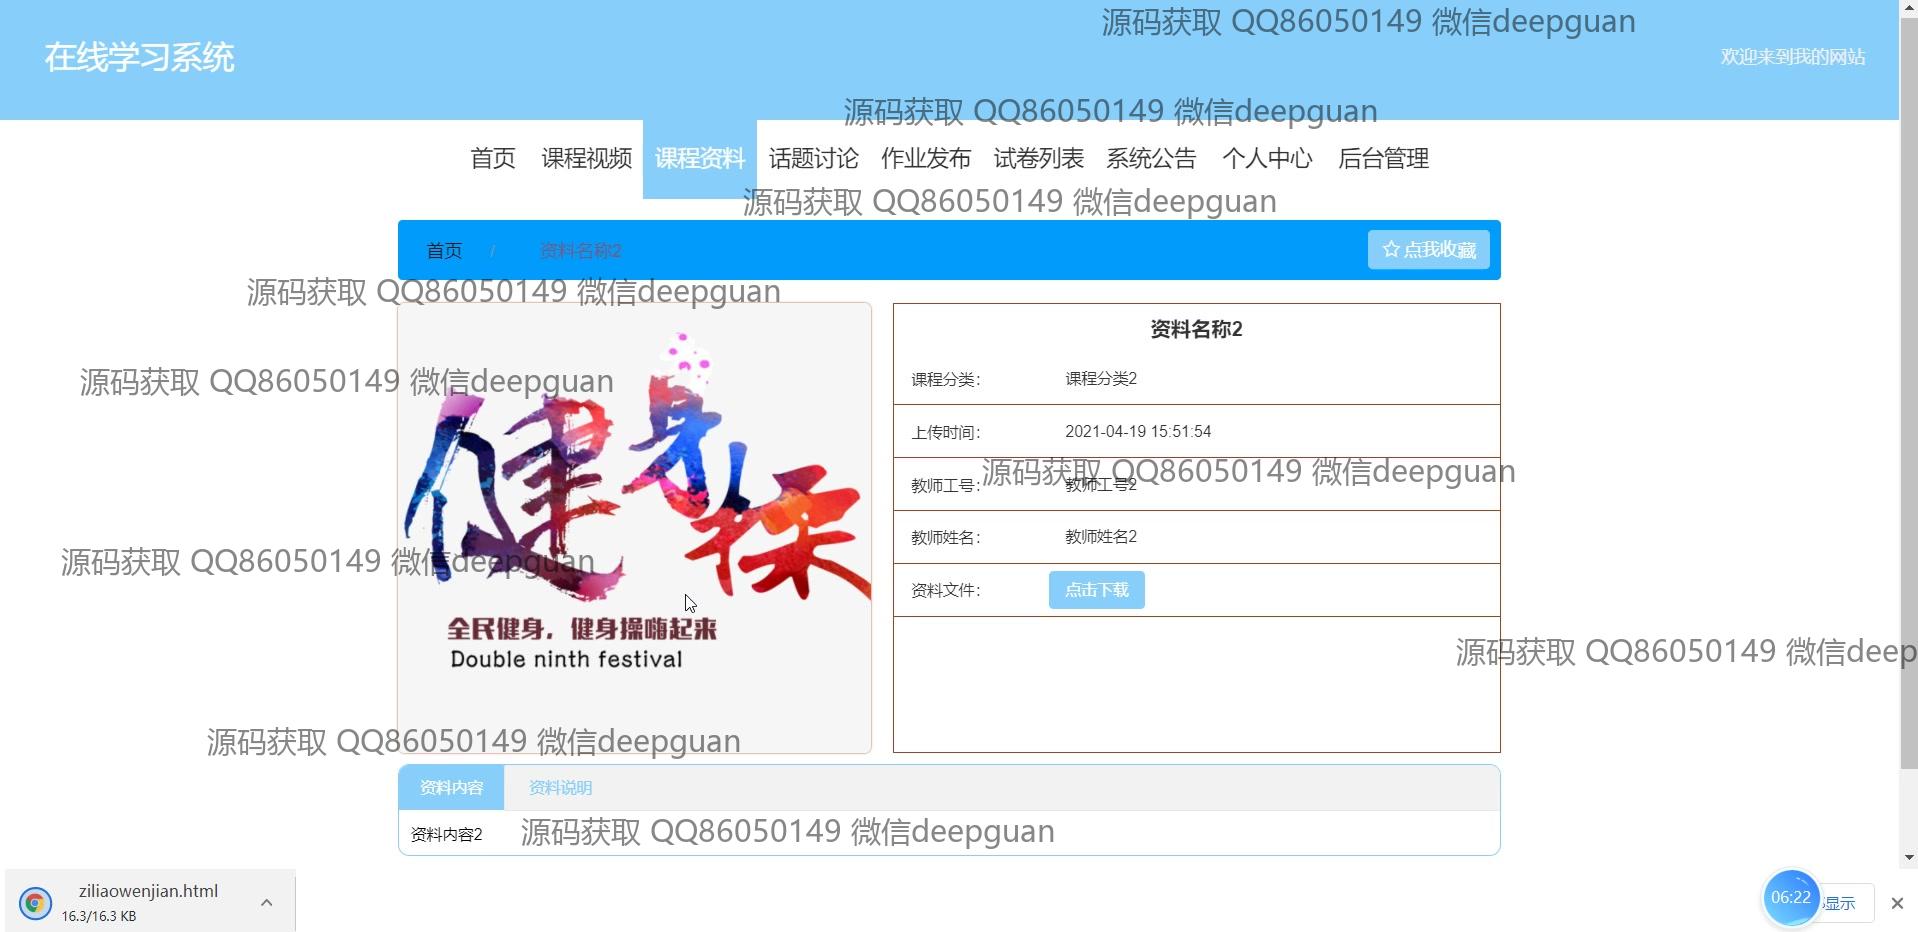 源码获取 QQ86050149 微信deepguan
在线学习系统
欢迎来到我的网站
源码获取 QQ86050149 微信deepguan
首页 课程视频 课程资料 话题讨论 作业发布 试卷列表 系统公告 个人中心 后台管理
源码获取 QQ86050149 微信deepguan
首页 / 资料名称2 ☆点我收藏
源码获取 QQ86050149 微信deepguan
资料名称2
课程分类： 课程分类2
源码获取 QQ86050149 微信deepguan
上传时间： 2021-04-19 15:51:54
源码获取 QQ86050149 微信deepguan
教师工号： 教师工号2
教师姓名： 教师姓名2
源码获取 QQ86050149 微信deepguan
资料文件： 点击下载
健身操
全民健身，健身操嗨起来
Double ninth festival
源码获取 QQ86050149 微信deep
源码获取 QQ86050149 微信deepguan
资料内容 资料说明
资料内容2
源码获取 QQ86050149 微信deepguan
ziliaowenjian.html
16.3/16.3 KB
06:22
显示